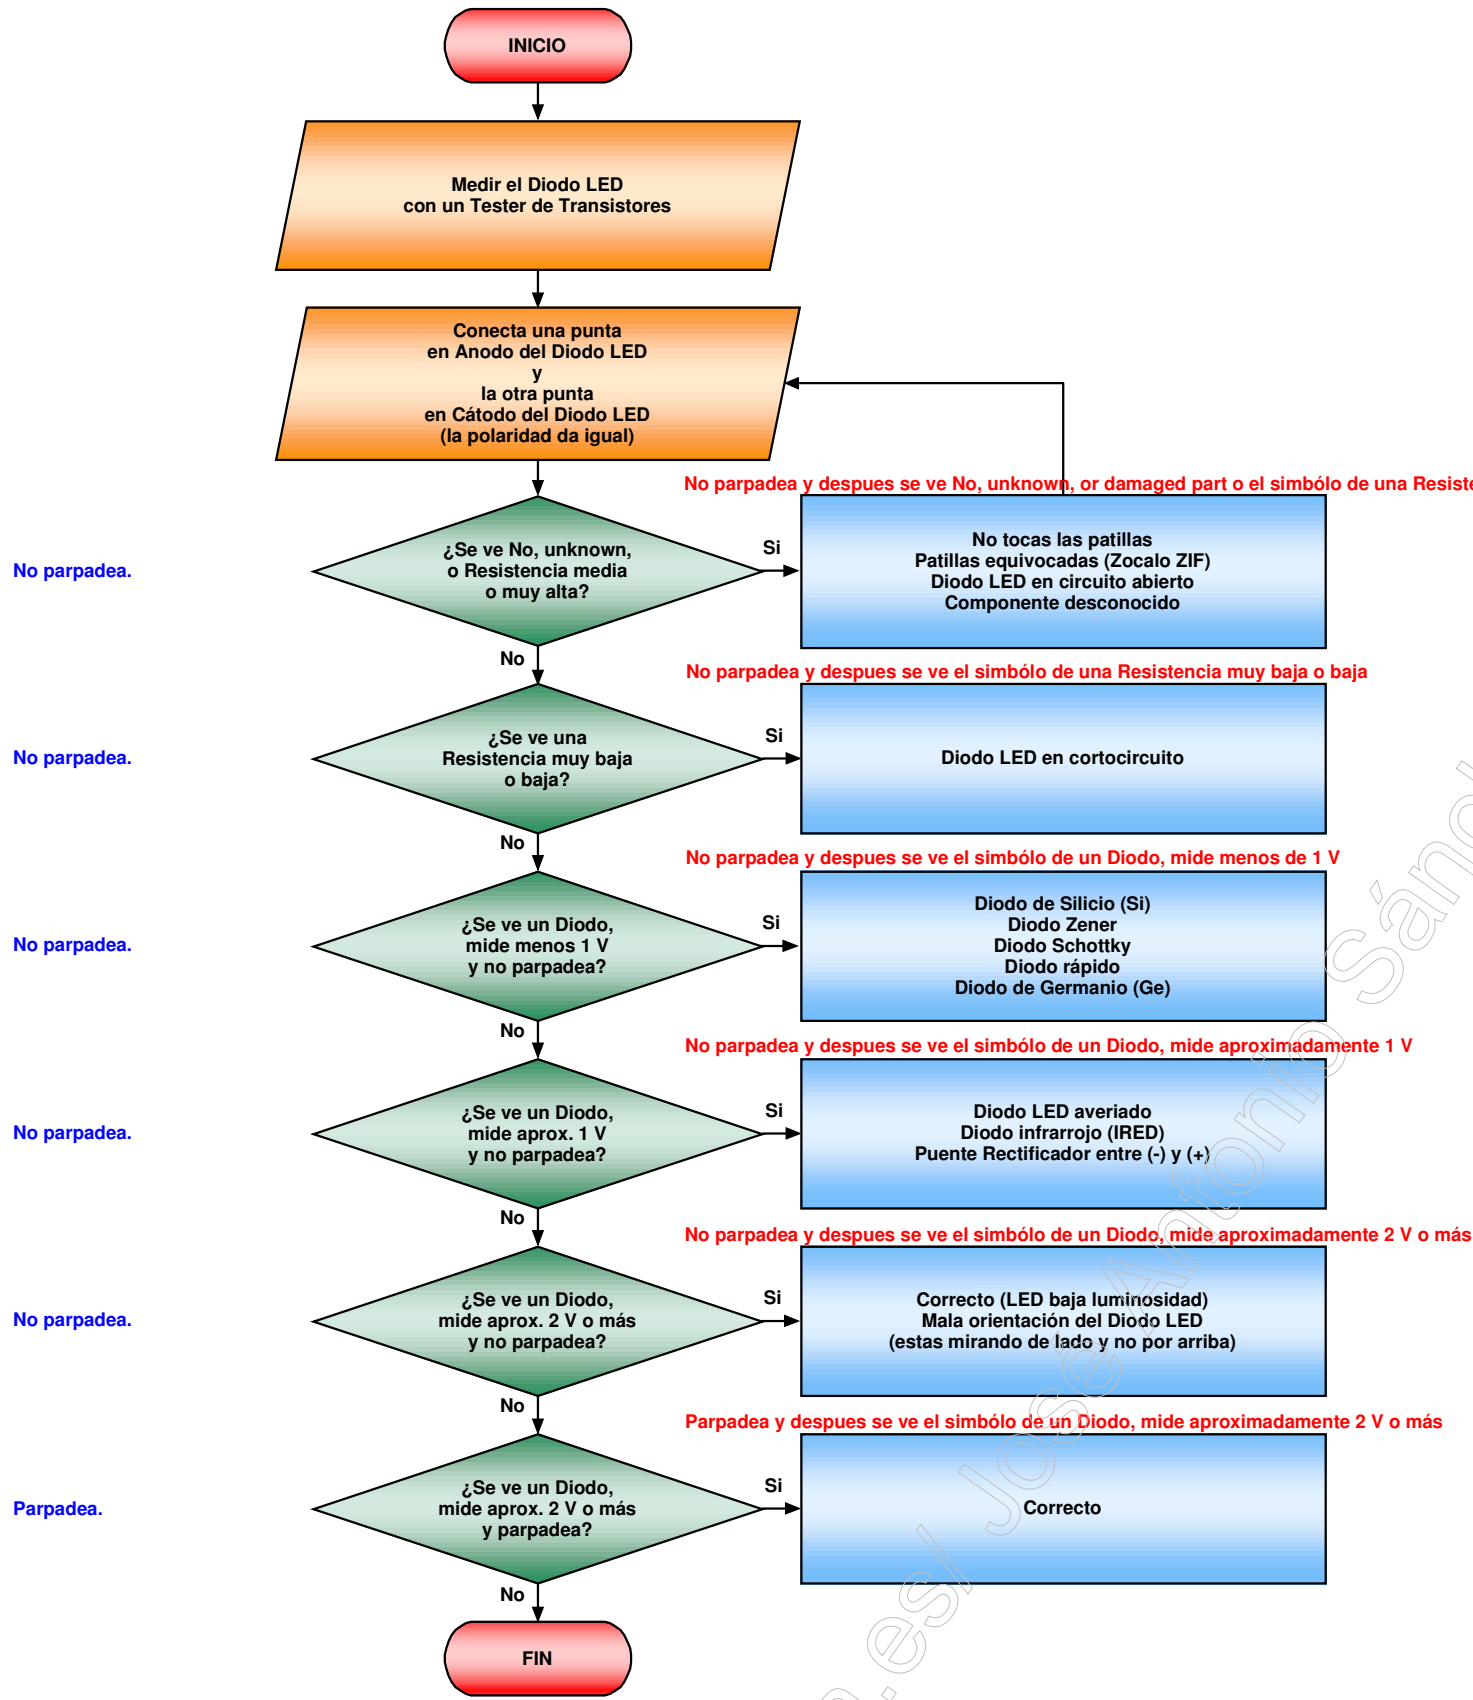 INICIO
Medir el Diodo LED
con un Tester de Transistores
Conecta una punta
en Anodo del Diodo LED
y
la otra punta
en Cátodo del Diodo LED
(la polaridad da igual)
No parpadea y despues se ve No, unknown, or damaged part o el simbólo de una
No parpadea.
¿Se ve No, unknown,
o Resistencia media
o muy alta?
Si
No tocas las patillas
Patillas equivocadas (Zocalo ZIF)
Diodo LED en circuito abierto
Componente desconocido
No
No parpadea y despues se ve el simbólo de una Resistencia muy baja o baja
No parpadea.
¿Se ve una
Resistencia muy baja
o baja?
Si
Diodo LED en cortocircuito
No
No parpadea y despues se ve el simbólo de un Diodo, mide menos de 1 V
No parpadea.
¿Se ve un Diodo,
mide menos 1 V
y no parpadea?
Si
Diodo de Silicio (Si)
Diodo Zener
Diodo Schottky
Diodo rápido
Diodo de Germanio (Ge)
No
No parpadea y despues se ve el simbólo de un Diodo, mide aproximadamente 1 V
No parpadea.
¿Se ve un Diodo,
mide aprox. 1 V
y no parpadea?
Si
Diodo LED averiado
Diodo infrarrojo (IRED)
Puente Rectificador entre (-) y (+)
No
No parpadea y despues se ve el simbólo de un Diodo, mide aproximadamente 2 V o más
No parpadea.
¿Se ve un Diodo,
mide aprox. 2 V o más
y no parpadea?
Si
Correcto (LED baja luminosidad)
Mala orientación del Diodo LED
(estas mirando de lado y no por arriba)
No
Parpadea y despues se ve el simbólo de un Diodo, mide aproximadamente 2 V o más
Parpadea.
¿Se ve un Diodo,
mide aprox. 2 V o más
y parpadea?
Si
Correcto
No
FIN
.es/ José Antonio